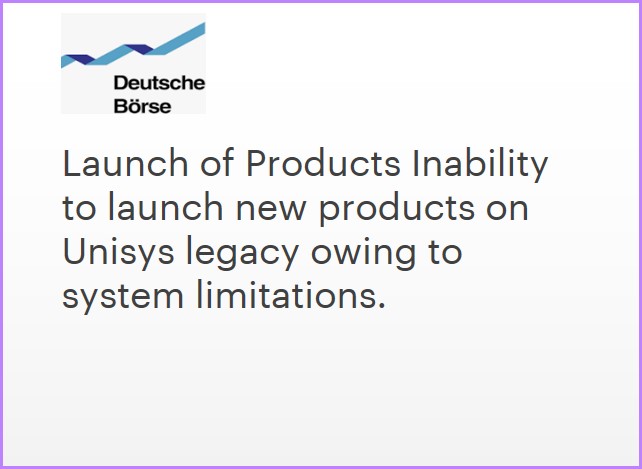 Deutsche
Börse
Launch of Products Inability
to launch new products on
Unisys legacy owing to
system limitations.